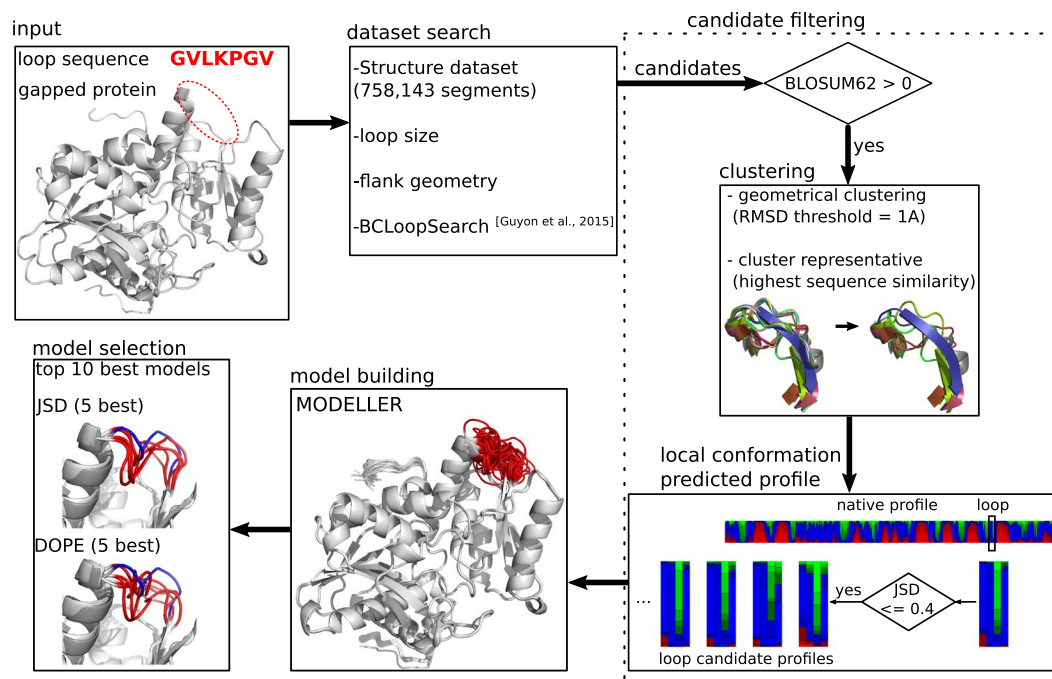 input
loop sequence GVLKPGV
gapped protein
dataset search
-Structure dataset
(758,143 segments)
-loop size
-flank geometry
-BCLoopSearch [Guyon et al., 2015]
candidate filtering
candidates
BLOSUM62 > 0
yes
clustering
- geometrical clustering
(RMSD threshold = 1A)
- cluster representative
(highest sequence similarity)
local conformation
predicted profile
native profile
loop
JSD
<= 0.4
yes
...
loop candidate profiles
model building
MODELLER
model selection
top 10 best models
JSD (5 best)
DOPE (5 best)